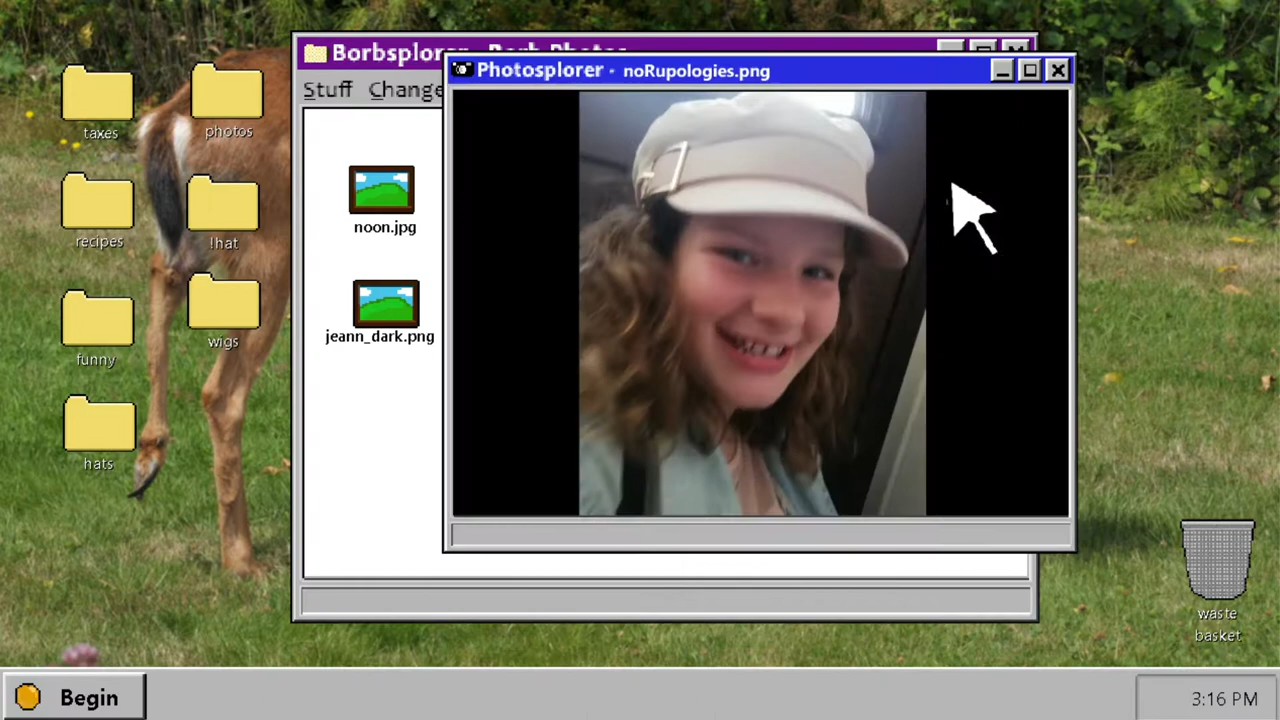 taxes
photos
recipes
!hat
funny
wigs
hats
Stuff Change
noon.jpg
jeann_dark.png
Photosplorer - noRupologies.png
waste
basket
Begin
3:16 PM